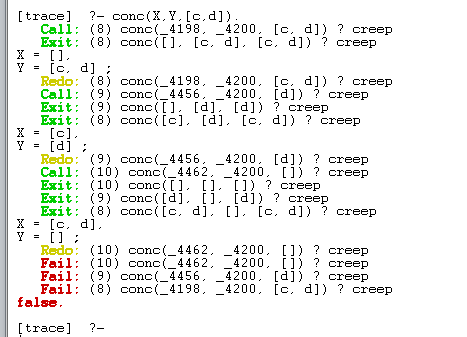 [trace]  ?- conc(X,Y,[c,d]).
   Call: (8) conc(_4198, _4200, [c, d]) ? creep
   Exit: (8) conc([], [c, d], [c, d]) ? creep
X = [],
Y = [c, d] ;
   Redo: (8) conc(_4198, _4200, [c, d]) ? creep
   Call: (9) conc(_4456, _4200, [d]) ? creep
   Exit: (9) conc([], [d], [d]) ? creep
   Exit: (8) conc([c], [d], [c, d]) ? creep
X = [c],
Y = [d] ;
   Redo: (9) conc(_4456, _4200, [d]) ? creep
   Call: (10) conc(_4462, _4200, []) ? creep
   Exit: (10) conc([], [], []) ? creep
   Exit: (9) conc([d], [], [d]) ? creep
   Exit: (8) conc([c, d], [], [c, d]) ? creep
X = [c, d],
Y = [] ;
   Redo: (10) conc(_4462, _4200, []) ? creep
   Fail: (10) conc(_4462, _4200, []) ? creep
   Fail: (9) conc(_4456, _4200, [d]) ? creep
   Fail: (8) conc(_4198, _4200, [c, d]) ? creep
false.
[trace]  ?-